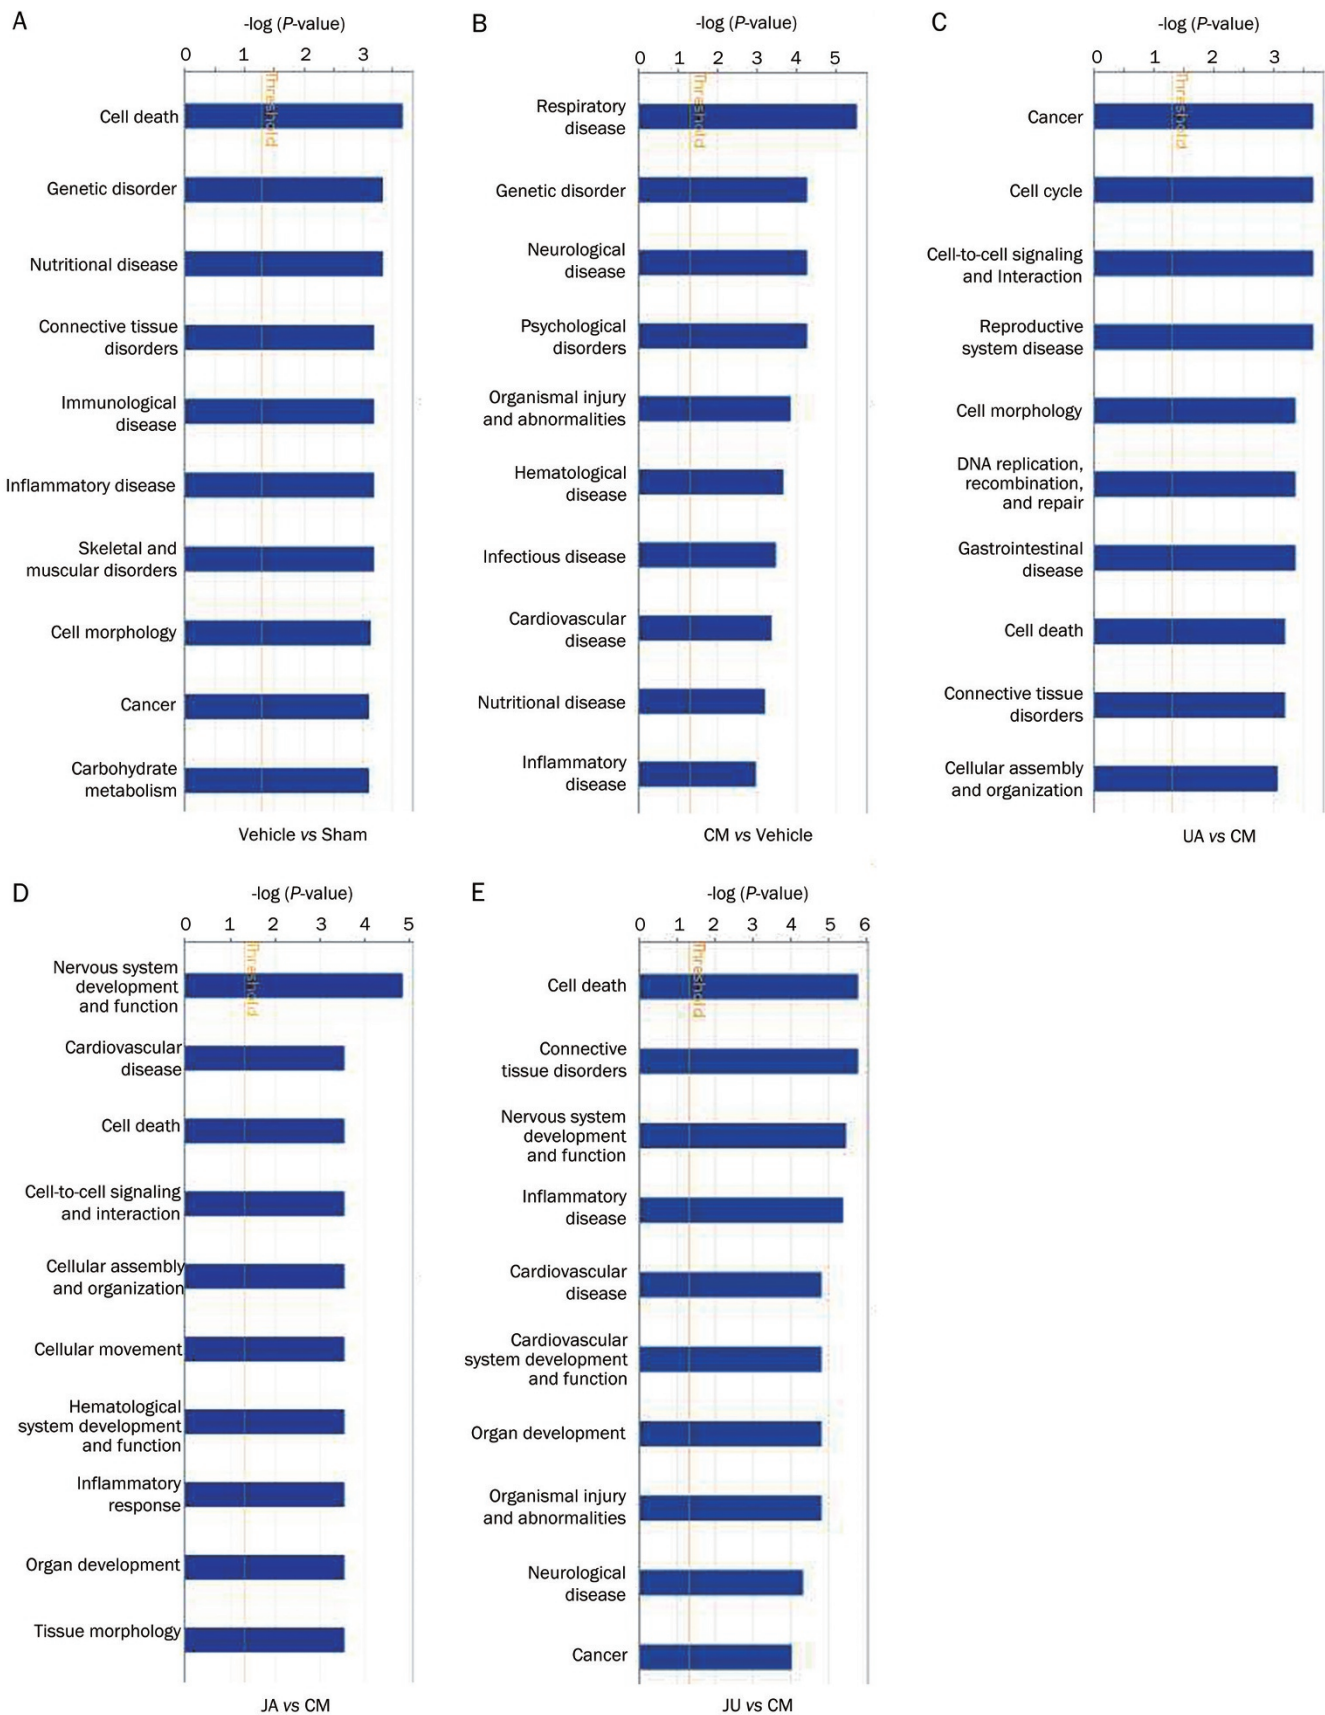 A
-log (P-value)
0 1 2 3
Threshold
Cell death
Genetic disorder
Nutritional disease
Connective tissue
disorders
Immunological
disease
Inflammatory disease
Skeletal and
muscular disorders
Cell morphology
Cancer
Carbohydrate
metabolism
Vehicle vs Sham
B
-log (P-value)
0 1 2 3 4 5
Threshold
Respiratory
disease
Genetic disorder
Neurological
disease
Psychological
disorders
Organismal injury
and abnormalities
Hematological
disease
Infectious disease
Cardiovascular
disease
Nutritional disease
Inflammatory
disease
CM vs Vehicle
C
-log (P-value)
0 1 2 3
Threshold
Cancer
Cell cycle
Cell-to-cell signaling
and Interaction
Reproductive
system disease
Cell morphology
DNA replication,
recombination,
and repair
Gastrointestinal
disease
Cell death
Connective tissue
disorders
Cellular assembly
and organization
UA vs CM
D
-log (P-value)
0 1 2 3 4 5
Threshold
Nervous system
development
and function
Cardiovascular
disease
Cell death
Cell-to-cell signaling
and interaction
Cellular assembly
and organization
Cellular movement
Hematological
system development
and function
Inflammatory
response
Organ development
Tissue morphology
JA vs CM
E
-log (P-value)
0 1 2 3 4 5 6
Threshold
Cell death
Connective
tissue disorders
Nervous system
development
and function
Inflammatory
disease
Cardiovascular
disease
Cardiovascular
system development
and function
Organ development
Organismal injury
and abnormalities
Neurological
disease
Cancer
JU vs CM